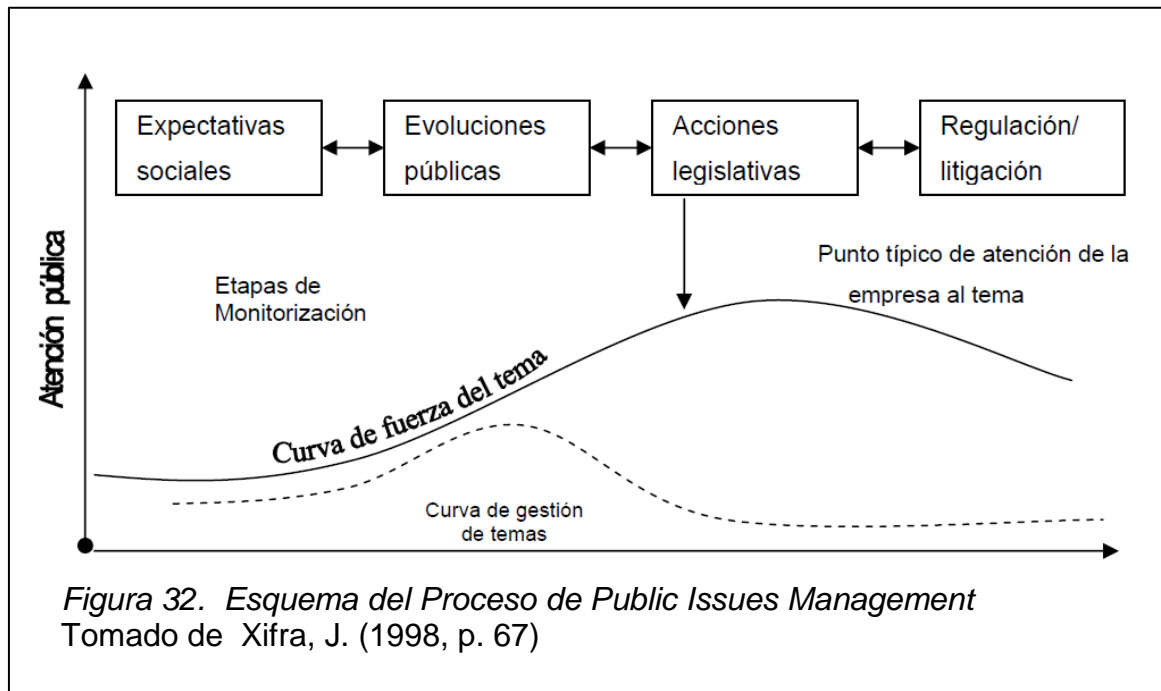 Expectativas
sociales
Evoluciones
públicas
Acciones
legislativas
Regulación/
litigación
Atención pública
Etapas de
Monitorización
Punto típico de atención de la
empresa al tema
Curva de fuerza del tema
Curva de gestión
de temas
Figura 32. Esquema del Proceso de Public Issues Management
Tomado de Xifra, J. (1998, p. 67)